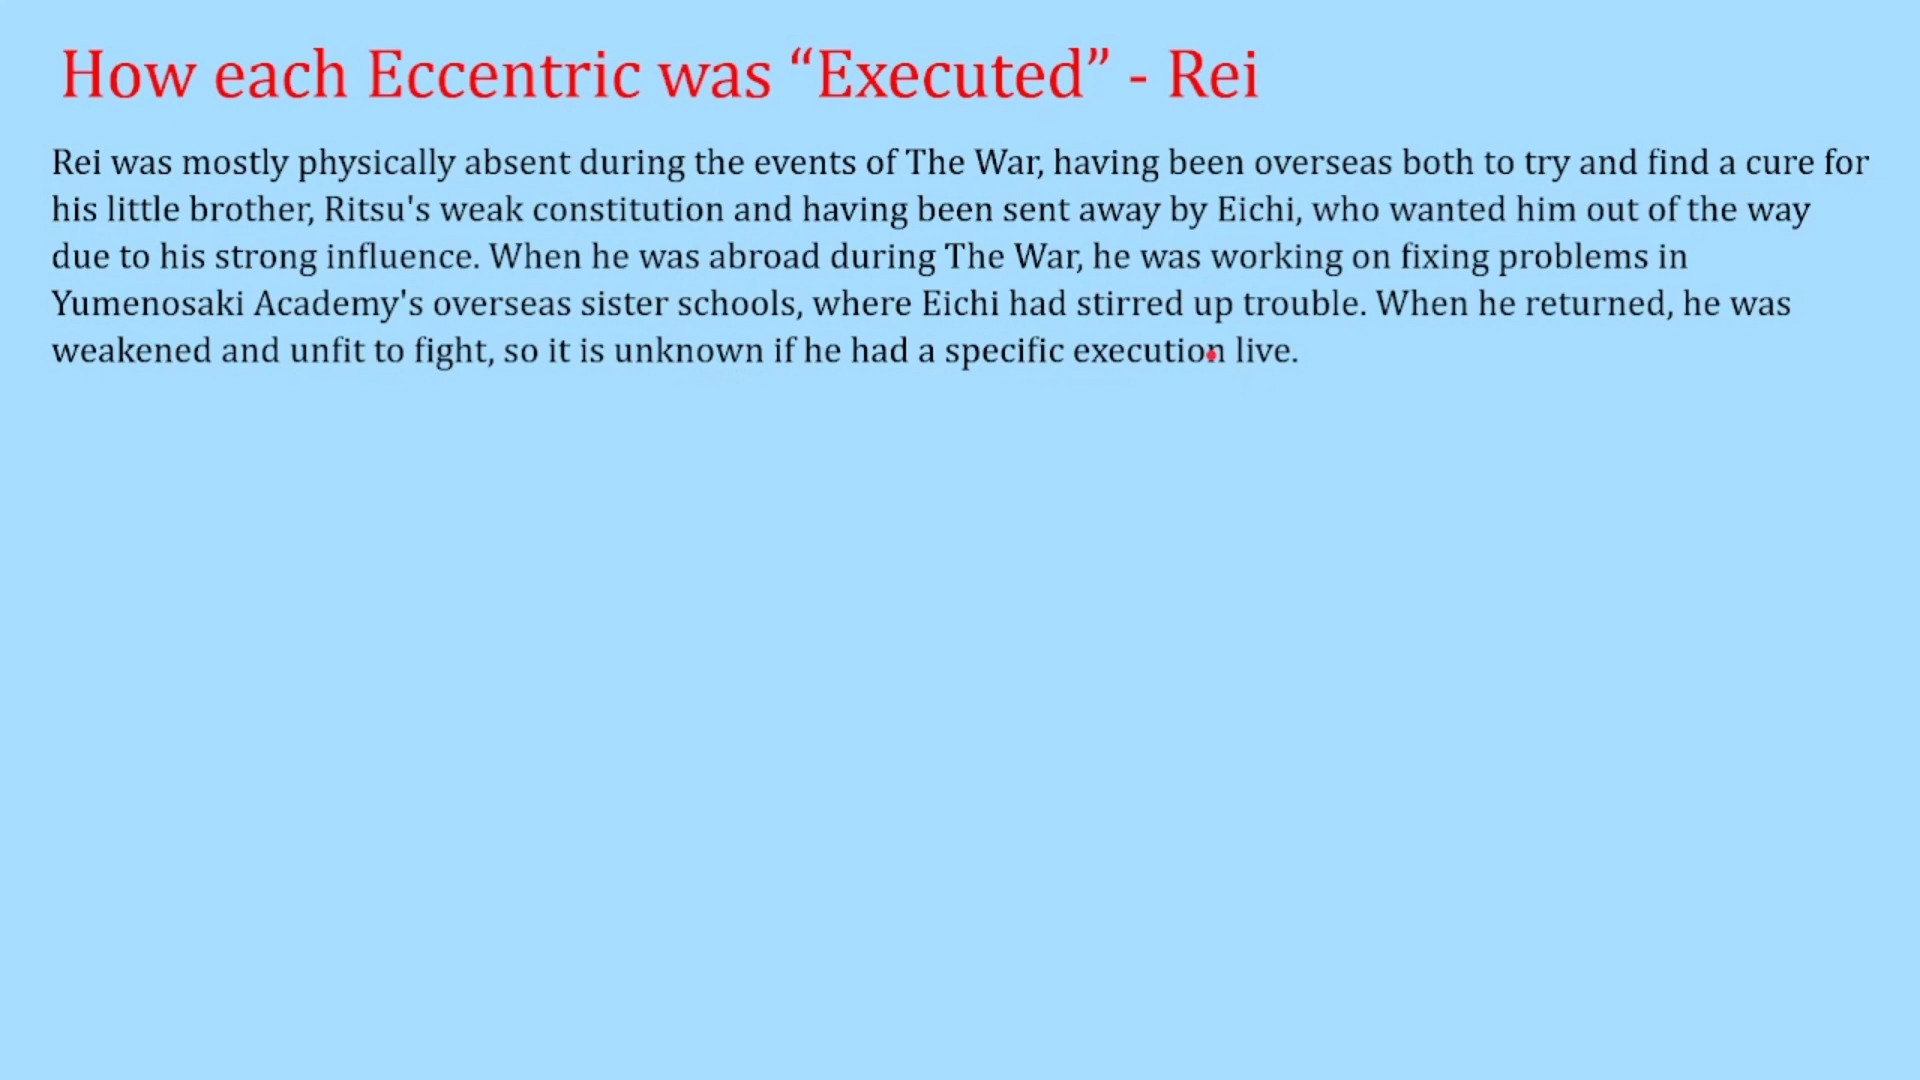 How each Eccentric was “Executed” - Rei
Rei was mostly physically absent during the events of The War, having been overseas both to try and find a cure for
his little brother, Ritsu's weak constitution and having been sent away by Eichi, who wanted him out of the way
due to his strong influence. When he was abroad during The War, he was working on fixing problems in
Yumenosaki Academy's overseas sister schools, where Eichi had stirred up trouble. When he returned, he was
weakened and unfit to fight, so it is unknown if he had a specific execution live.